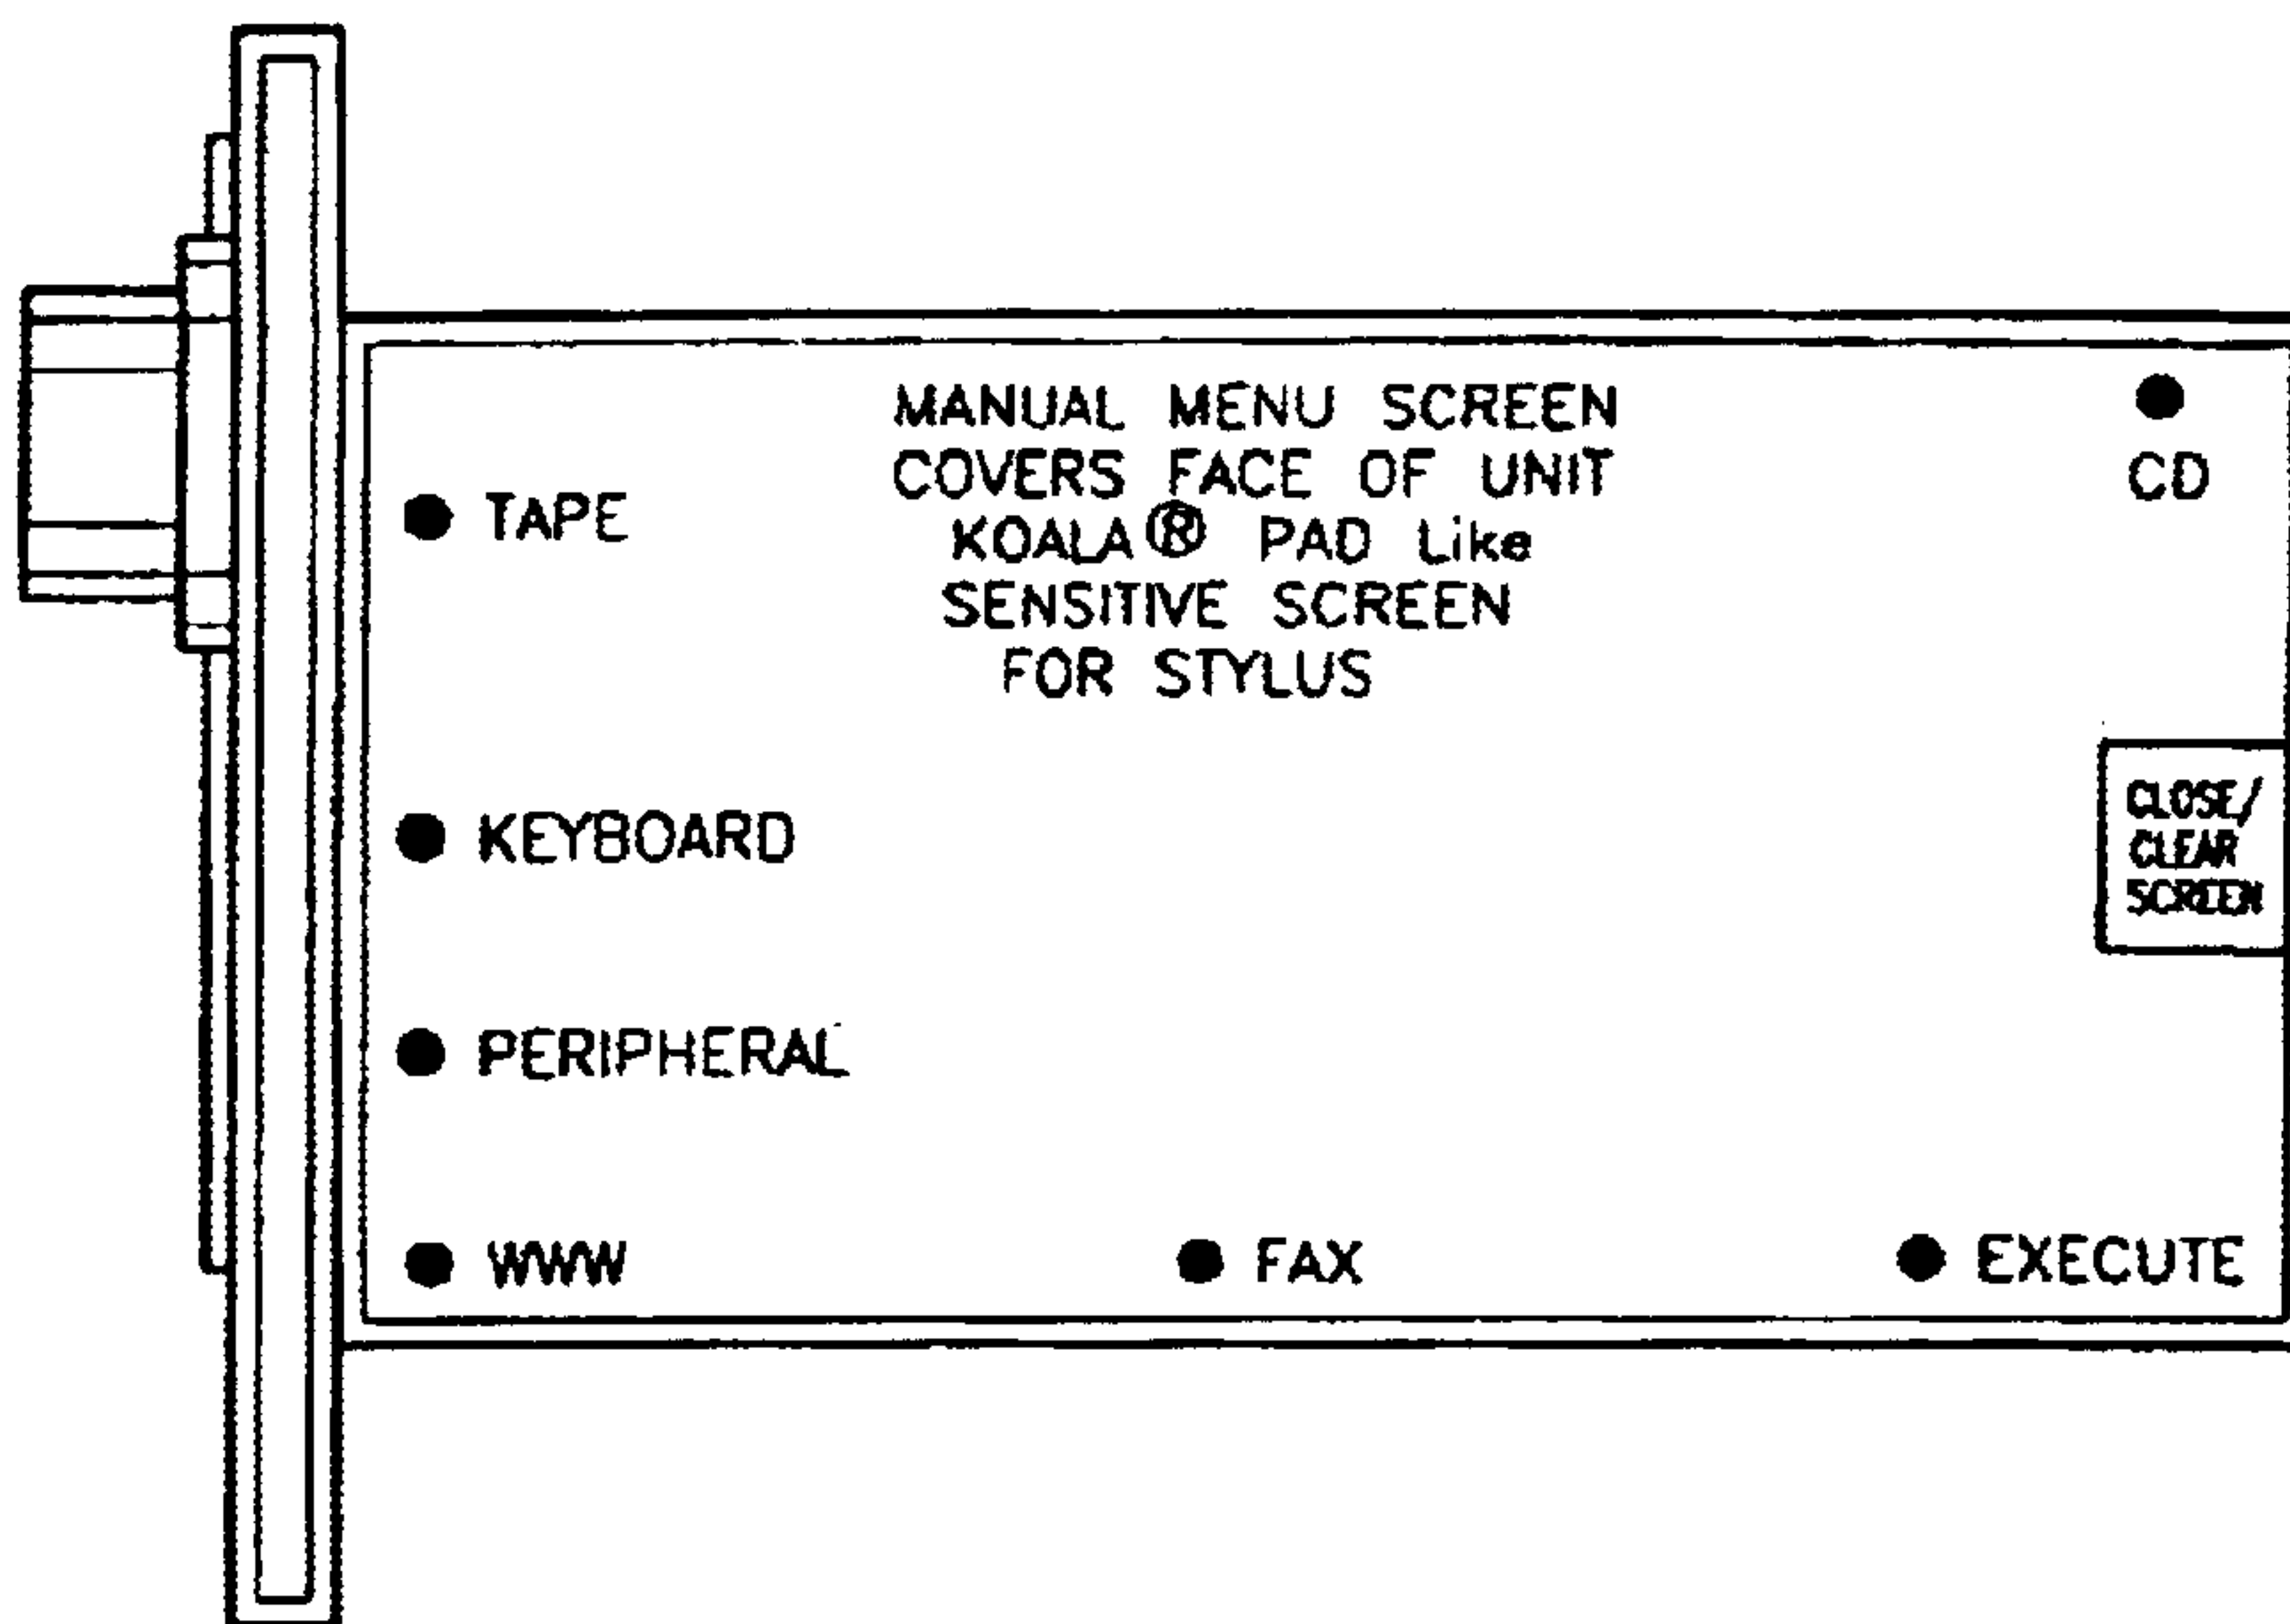 MANUAL MENU SCREEN
COVERS FACE OF UNIT
KOALA® PAD Like
SENSITIVE SCREEN
FOR STYLUS
CD
TAPE
KEYBOARD
CLOSE/
CLEAR
SCREEN
PERIPHERAL
WWW
FAX
EXECUTE